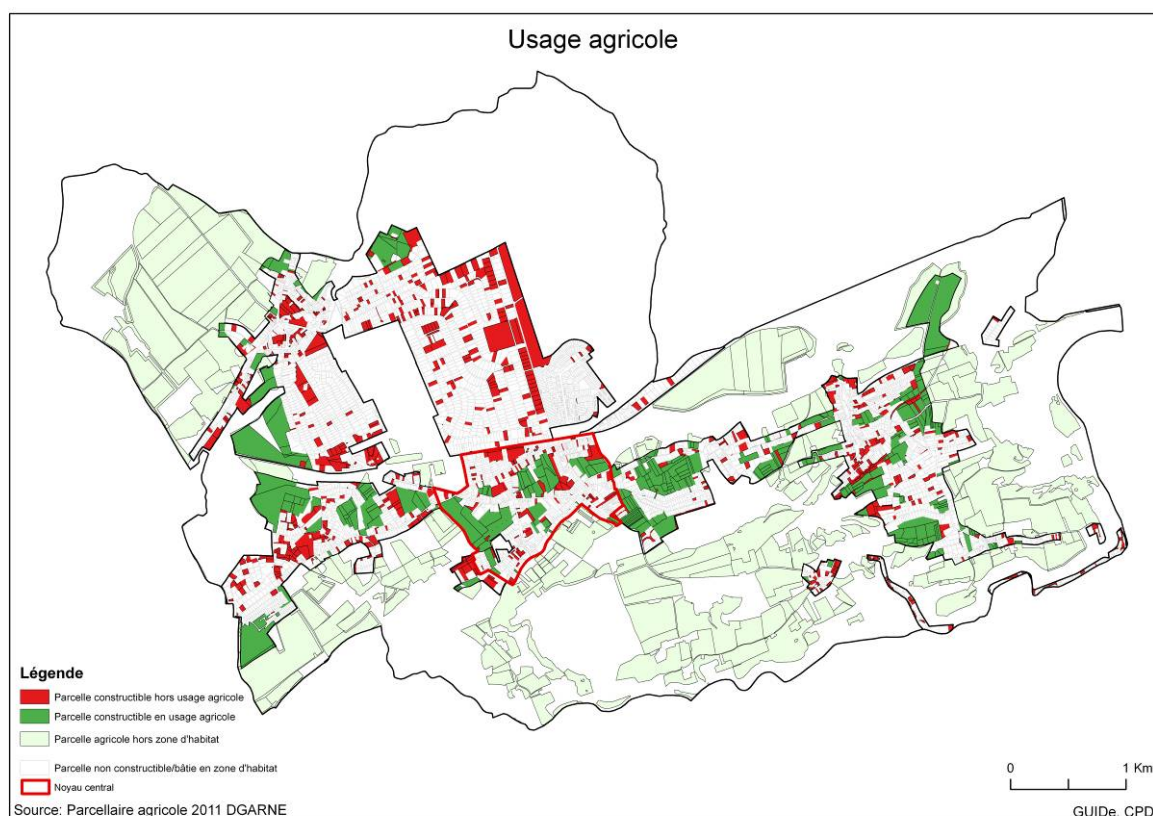 Usage agricole
Légende
Parcelle constructible hors usage agricole
Parcelle constructible en usage agricole
Parcelle agricole hors zone d'habitat
Parcelle non constructible/bâtie en zone d'habitat
Noyau central
0 1 Km
Source: Parcellaire agricole 2011 DGARNE
GUIDe, CPD